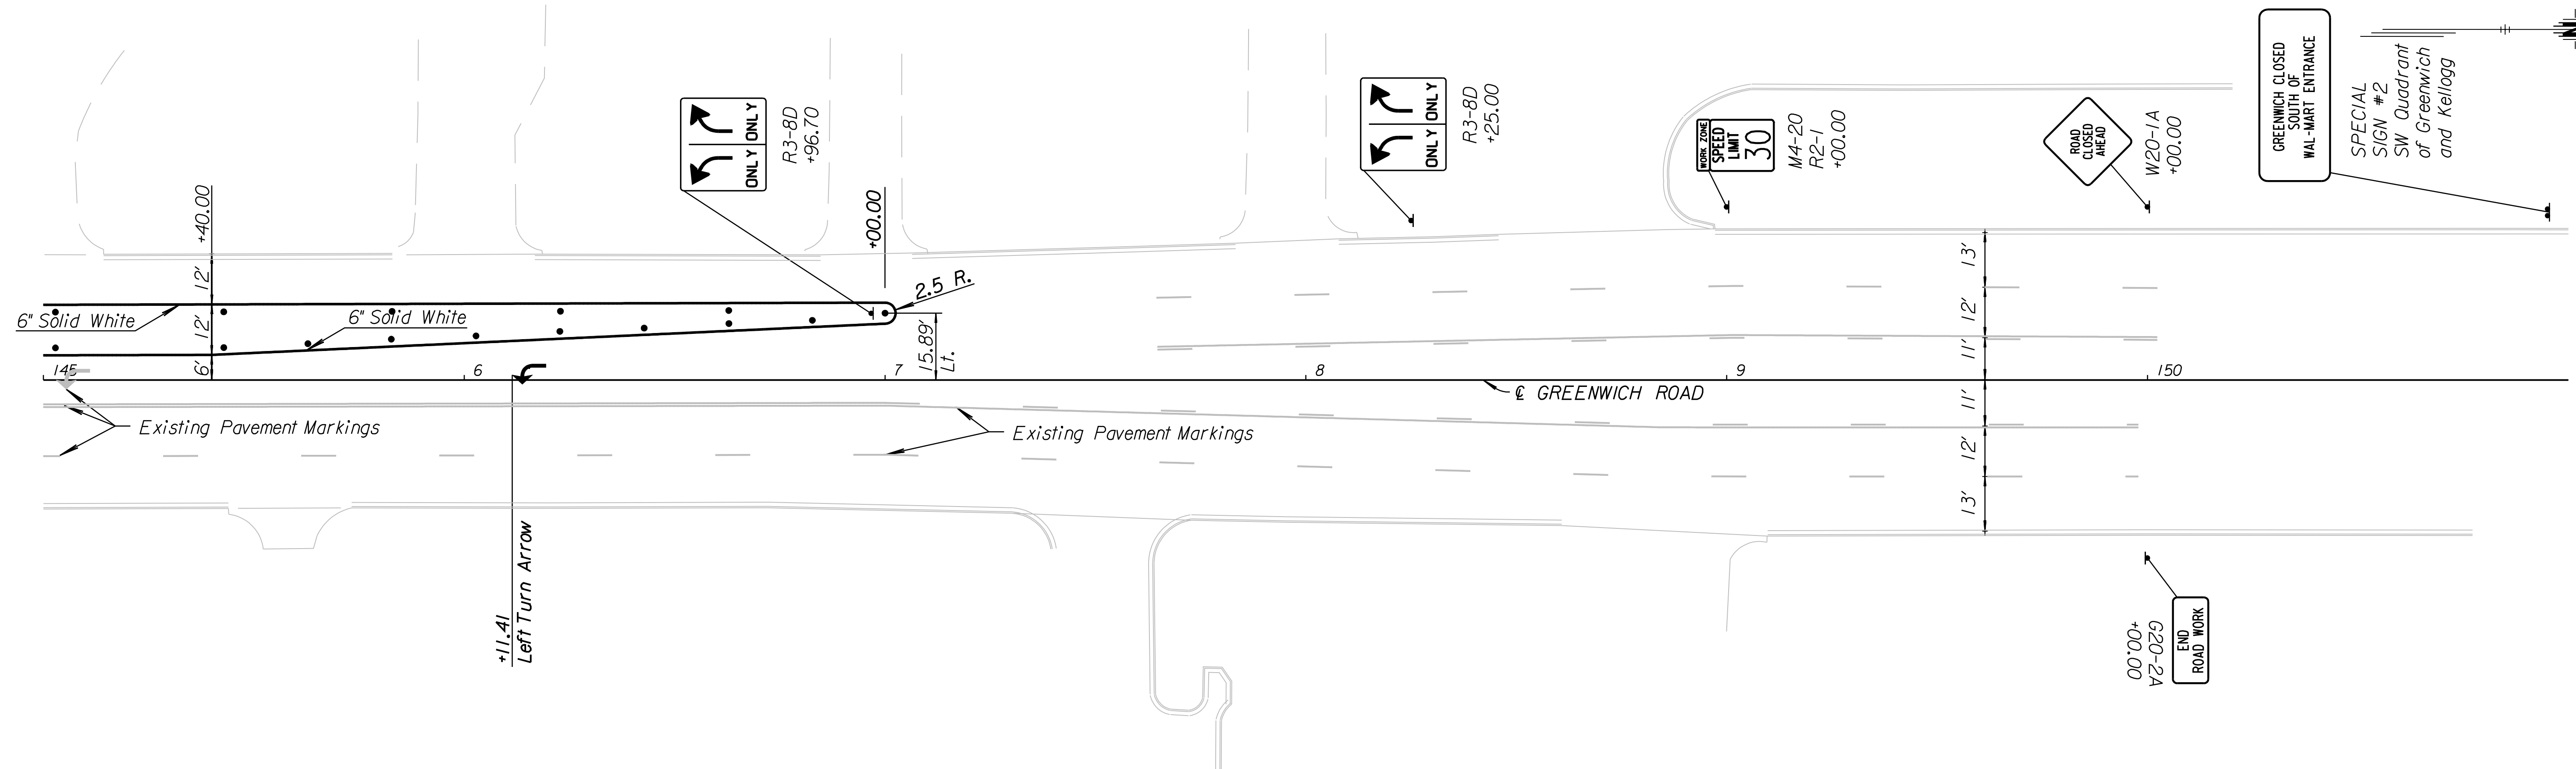 +40.00
12'
12'
6'
6" Solid White
6" Solid White
ONLY
ONLY
R3-8D
+96.70
+00.00
2.5 R.
15.89'
Lt.
ONLY
ONLY
R3-8D
+25.00
WORK ZONE
SPEED
LIMIT
30
M4-20
R2-1
+00.00
ROAD
CLOSED
AHEAD
W20-1A
+00.00
GREENWICH CLOSED
SOUTH OF
WAL-MART ENTRANCE
SPECIAL
SIGN #2
SW Quadrant
of Greenwich
and Kellogg
13'
12'
11'
11'
12'
13'
145
6
7
8
9
150
℄ GREENWICH ROAD
Existing Pavement Markings
Existing Pavement Markings
+11.41
Left Turn Arrow
END
ROAD WORK
G20-2A
+00.00